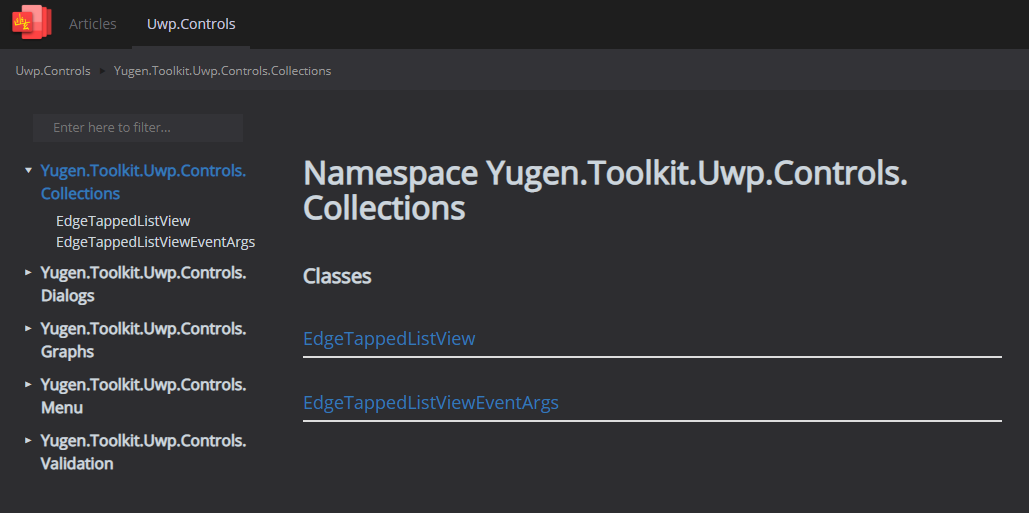 Articles
Uwp.Controls
Uwp.Controls
Yugen.Toolkit.Uwp.Controls.Collections
Enter here to filter...
Yugen.Toolkit.Uwp.Controls.
Collections
EdgeTappedListView
EdgeTappedListViewEventArgs
Yugen.Toolkit.Uwp.Controls.
Dialogs
Yugen.Toolkit.Uwp.Controls.
Graphs
Yugen.Toolkit.Uwp.Controls.
Menu
Yugen.Toolkit.Uwp.Controls.
Validation
Namespace Yugen.Toolkit.Uwp.Controls.
Collections
Classes
EdgeTappedListView
EdgeTappedListViewEventArgs